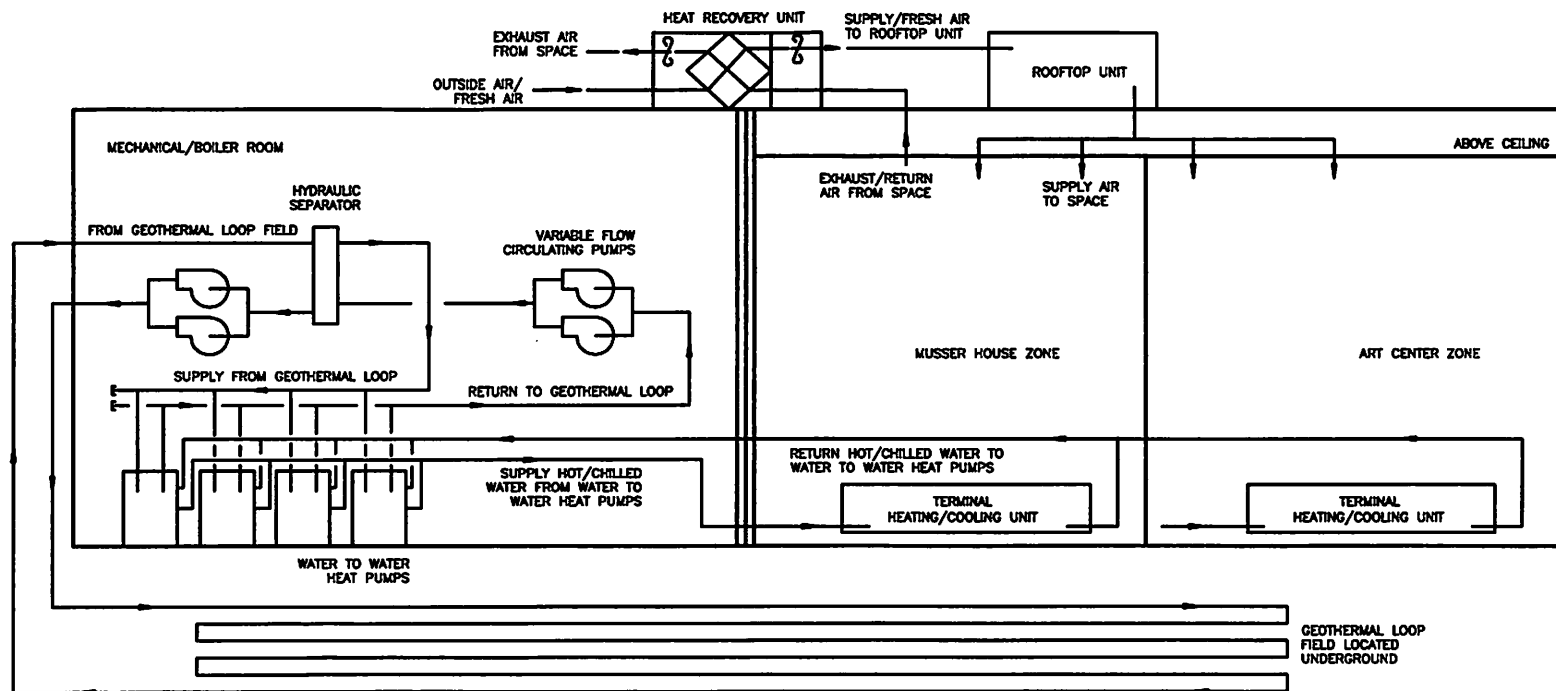 HEAT RECOVERY UNIT
EXHAUST AIR
FROM SPACE
SUPPLY/FRESH AIR
TO ROOFTOP UNIT
OUTSIDE AIR/
FRESH AIR
ROOFTOP UNIT
MECHANICAL/BOILER ROOM
ABOVE CEILING
HYDRAULIC
SEPARATOR
EXHAUST/RETURN
AIR FROM SPACE
SUPPLY AIR
TO SPACE
FROM GEOTHERMAL LOOP FIELD
VARIABLE FLOW
CIRCULATING PUMPS
MUSSER HOUSE ZONE
ART CENTER ZONE
SUPPLY FROM GEOTHERMAL LOOP
RETURN TO GEOTHERMAL LOOP
RETURN HOT/CHILLED WATER TO
WATER TO WATER HEAT PUMPS
SUPPLY HOT/CHILLED
WATER FROM WATER TO
WATER HEAT PUMPS
TERMINAL
HEATING/COOLING UNIT
TERMINAL
HEATING/COOLING UNIT
WATER TO WATER
HEAT PUMPS
GEOTHERMAL LOOP
FIELD LOCATED
UNDERGROUND